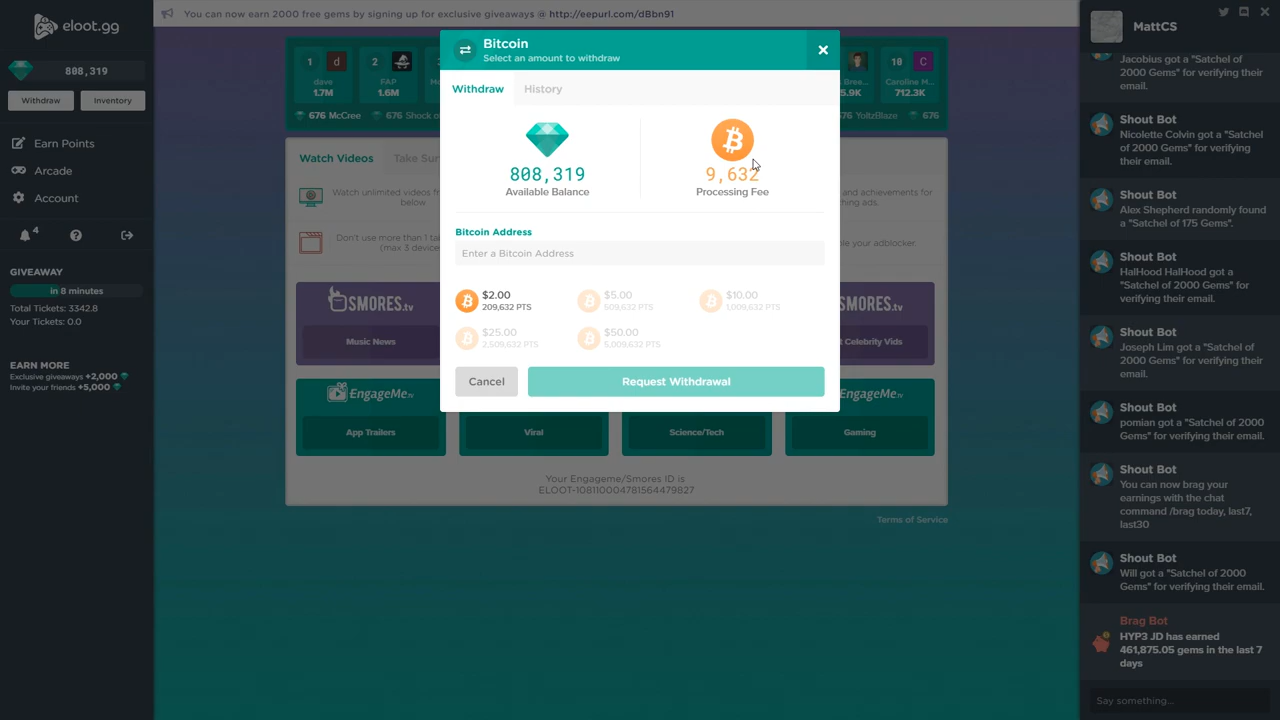 eloot.gg
808,319
Withdraw
Inventory
Earn Points
Arcade
Account
4
GIVEAWAY
in 8 minutes
Total Tickets: 3342.8
Your Tickets: 0.0
EARN MORE
Exclusive giveaways +2,000
Invite your friends +5,000
You can now earn 2000 free gems by signing up for exclusive giveaways @ http://eepurl.com/dBbn91
1 d
dave
1.7M
2
FAP
1.6M
5.9K
10 C
Caroline M...
712.3K
676 McCree
676 Shock o
YoltzBlaze
676
Watch Videos
Take Sur
Watch unlimited videos fr
below
and achievements for
ching ads.
Don't use more than 1 ta
(max 3 device
ble your adblocker.
SMORES.tv
Music News
SMORES.tv
t Celebrity Vids
EngageMe.tv
App Trailers
Viral
Science/Tech
EngageMe.tv
Gaming
Your Engageme/Smores ID is
ELOOT-108110004781564479827
Terms of Service
Bitcoin
Select an amount to withdraw
Withdraw
History
808,319
Available Balance
9,632
Processing Fee
Bitcoin Address
Enter a Bitcoin Address
$2.00
209,632 PTS
$5.00
509,632 PTS
$10.00
1,009,632 PTS
$25.00
2,509,632 PTS
$50.00
5,009,632 PTS
Cancel
Request Withdrawal
MattCS
Jacobius got a "Satchel of
2000 Gems" for verifying their
email.
Shout Bot
Nicolette Colvin got a "Satchel
of 2000 Gems" for verifying
their email.
Shout Bot
Alex Shepherd randomly found
a "Satchel of 175 Gems".
Shout Bot
HalHood HalHood got a
"Satchel of 2000 Gems" for
verifying their email.
Shout Bot
Joseph Lim got a "Satchel of
2000 Gems" for verifying their
email.
Shout Bot
pomian got a "Satchel of 2000
Gems" for verifying their email.
Shout Bot
You can now brag your
earnings with the chat
command /brag today, last7,
last30
Shout Bot
Will got a "Satchel of 2000
Gems" for verifying their email.
Brag Bot
HYP3 JD has earned
461,875.05 gems in the last 7
days
Say something...